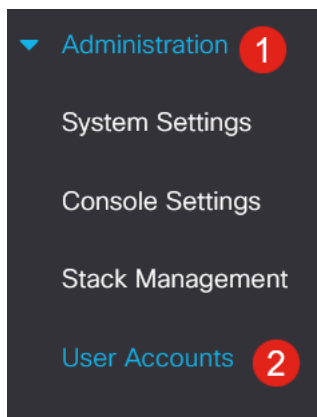 Administration 1
System Settings
Console Settings
Stack Management
User Accounts 2